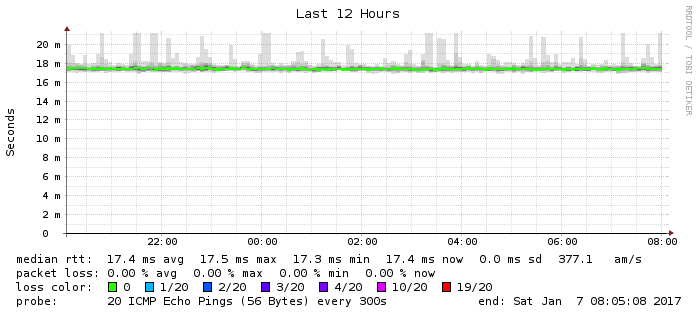 Last 12 Hours
RRDTOOL / TOBI OETIKER
Seconds
20 m
18 m
16 m
14 m
12 m
10 m
8 m
6 m
4 m
2 m
0
22:00 00:00 02:00 04:00 06:00 08:00
median rtt: 17.4 ms avg 17.5 ms max 17.3 ms min 17.4 ms now 0.0 ms sd 377.1 am/s
packet loss: 0.00 % avg 0.00 % max 0.00 % min 0.00 % now
loss color: 0 1/20 2/20 3/20 4/20 10/20 19/20
probe: 20 ICMP Echo Pings (56 Bytes) every 300s end: Sat Jan 7 08:05:08 2017